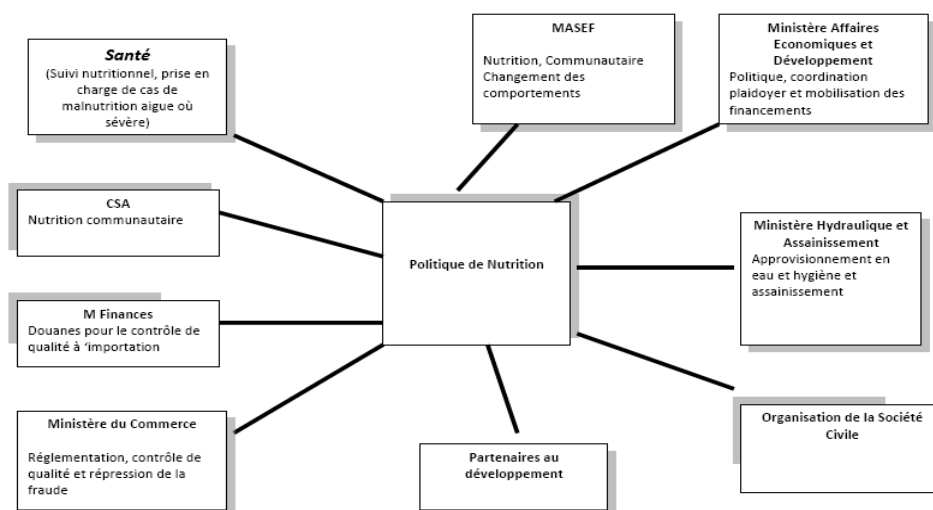 Santé
(Suivi nutritionnel, prise en
charge de cas de
malnutrition aigue où
sévère)
MASEF
Nutrition, Communautaire
Changement des
comportements
Ministère Affaires
Economiques et
Développement
Politique, coordination
plaidoyer et mobilisation des
financements
CSA
Nutrition communautaire
Politique de Nutrition
Ministère Hydraulique et
Assainissement
Approvisionnement en
eau et hygiène et
assainissement
M Finances
Douanes pour le contrôle de
qualité à ‘importation
Ministère du Commerce
Réglementation, contrôle de
qualité et répression de la
fraude
Partenaires au
développement
Organisation de la Société
Civile